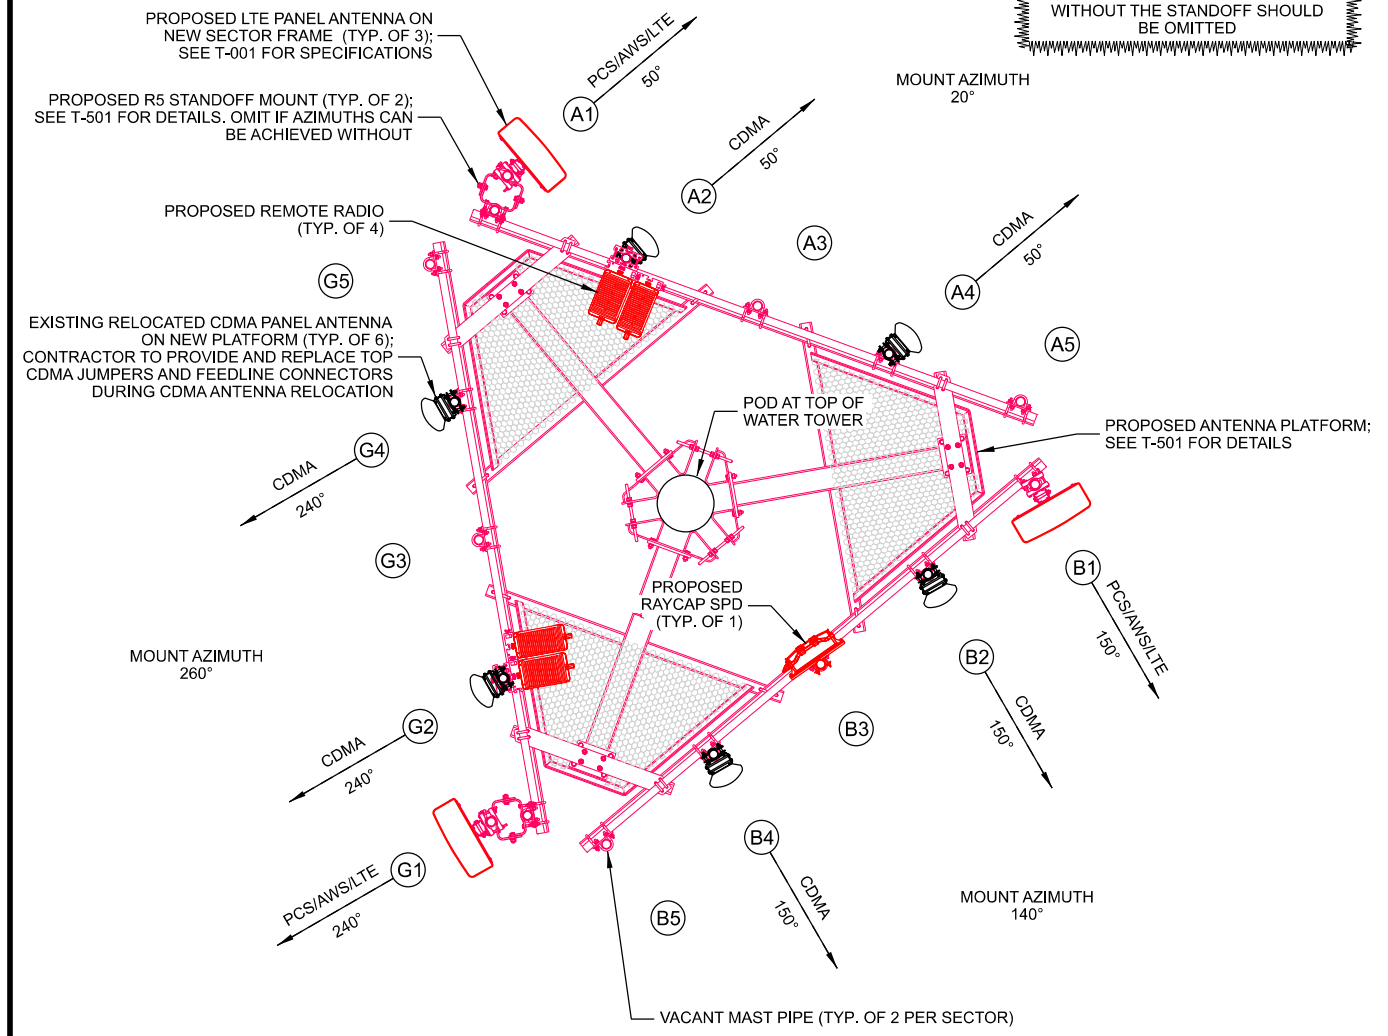 WITHOUT THE STANDOFF SHOULD
BE OMITTED
PROPOSED LTE PANEL ANTENNA ON
NEW SECTOR FRAME (TYP. OF 3);
SEE T-001 FOR SPECIFICATIONS
PCS/AWS/LTE
50°
A1
MOUNT AZIMUTH
20°
PROPOSED R5 STANDOFF MOUNT (TYP. OF 2);
SEE T-501 FOR DETAILS. OMIT IF AZIMUTHS CAN
BE ACHIEVED WITHOUT
CDMA
50°
A2
PROPOSED REMOTE RADIO
(TYP. OF 4)
A3
CDMA
50°
A4
G5
A5
EXISTING RELOCATED CDMA PANEL ANTENNA
ON NEW PLATFORM (TYP. OF 6);
CONTRACTOR TO PROVIDE AND REPLACE TOP
CDMA JUMPERS AND FEEDLINE CONNECTORS
DURING CDMA ANTENNA RELOCATION
POD AT TOP OF
WATER TOWER
PROPOSED ANTENNA PLATFORM;
SEE T-501 FOR DETAILS
G4
CDMA
240°
G3
B1
PCS/AWS/LTE
150°
PROPOSED
RAYCAP SPD
(TYP. OF 1)
MOUNT AZIMUTH
260°
B2
CDMA
150°
G2
CDMA
240°
B3
B4
CDMA
150°
G1
PCS/AWS/LTE
240°
MOUNT AZIMUTH
140°
B5
VACANT MAST PIPE (TYP. OF 2 PER SECTOR)